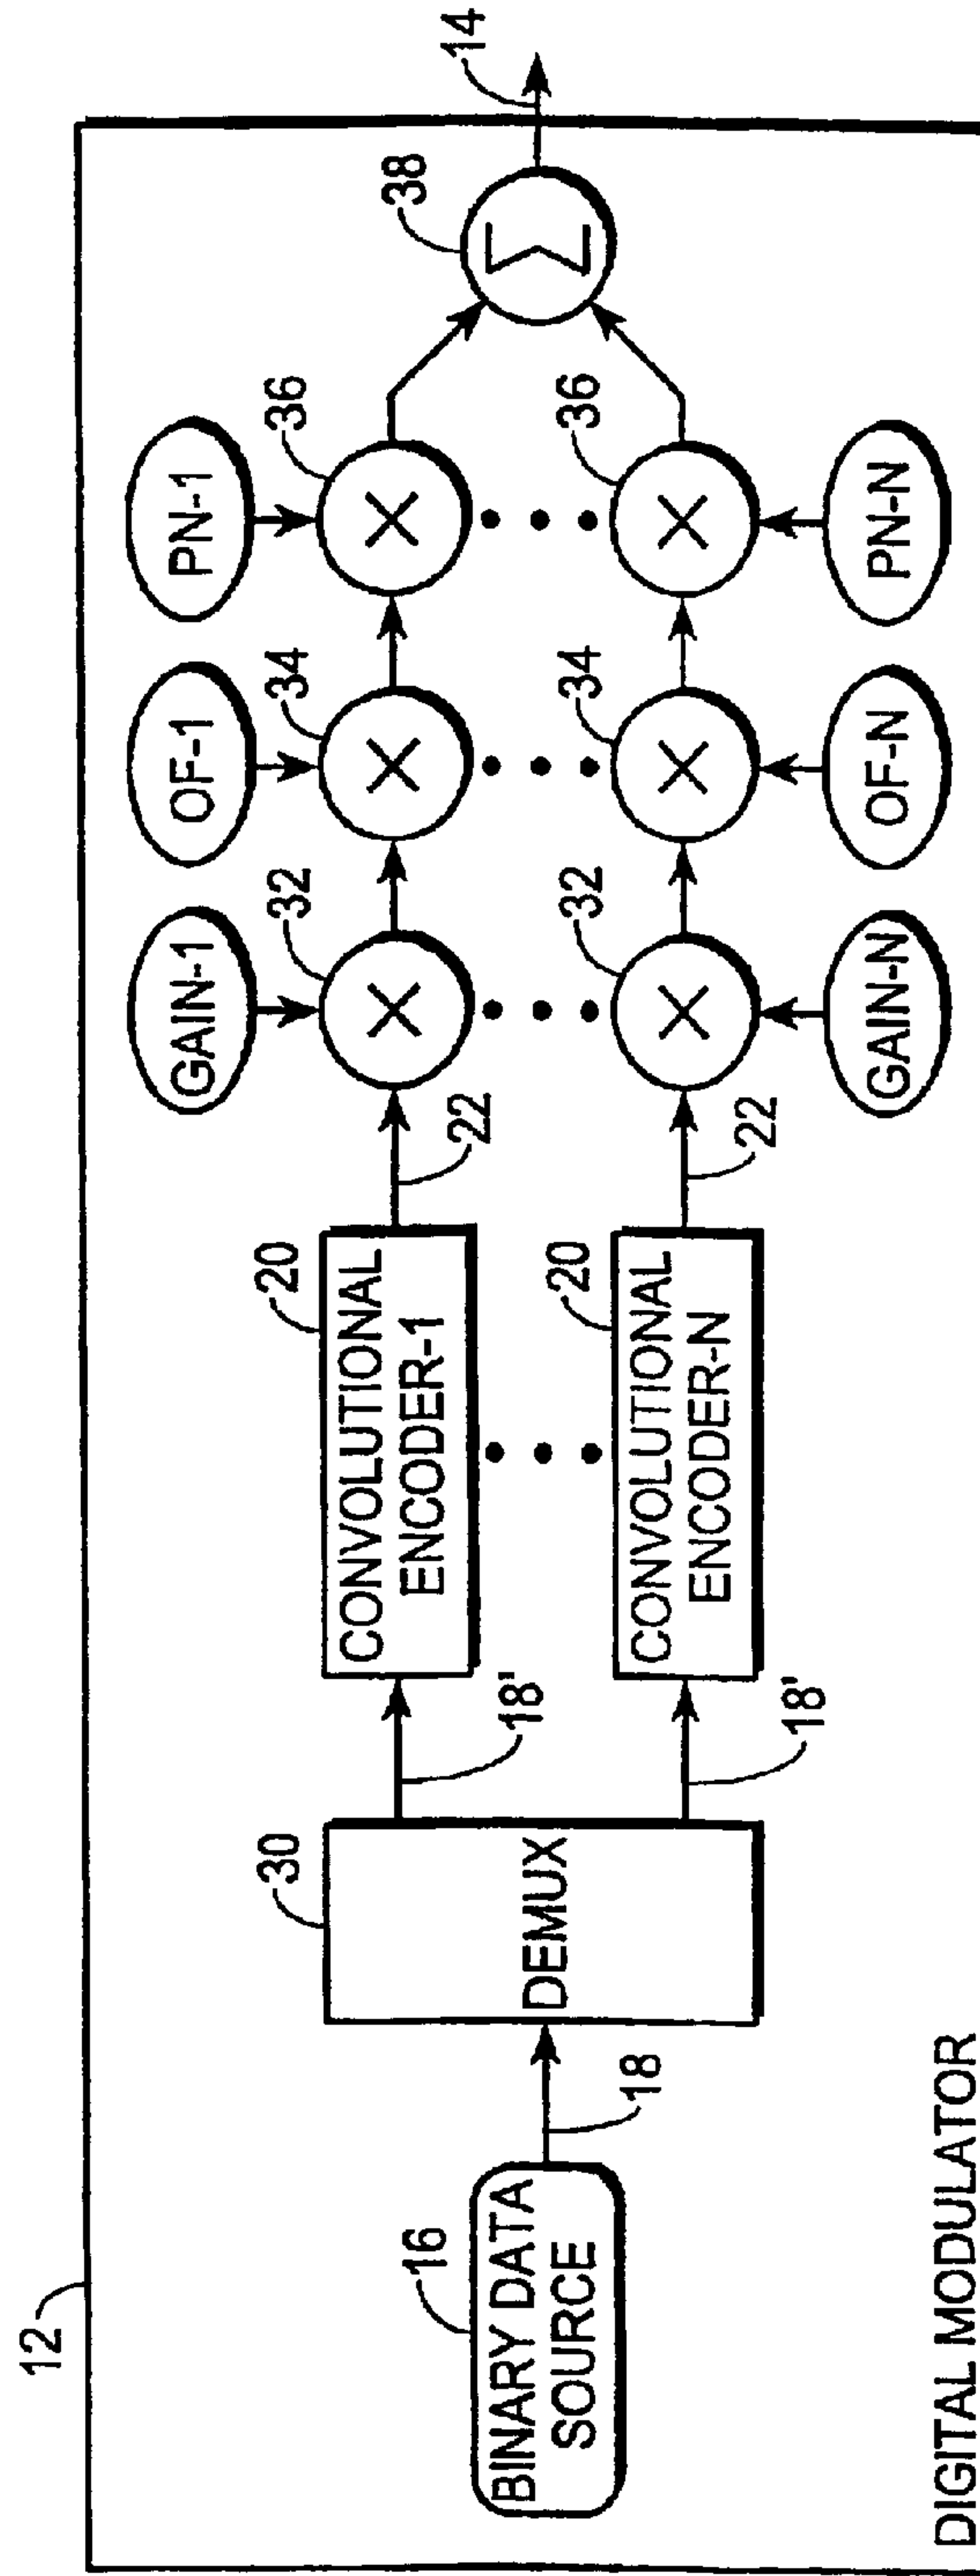 12
DIGITAL MODULATOR
16
BINARY DATA
SOURCE
18
30
DEMUX
18'
18'
20
CONVOLUTIONAL
ENCODER-1
20
CONVOLUTIONAL
ENCODER-N
22
22
GAIN-1
32
32
GAIN-N
OF-1
34
34
OF-N
PN-1
36
36
PN-N
38
Σ
14